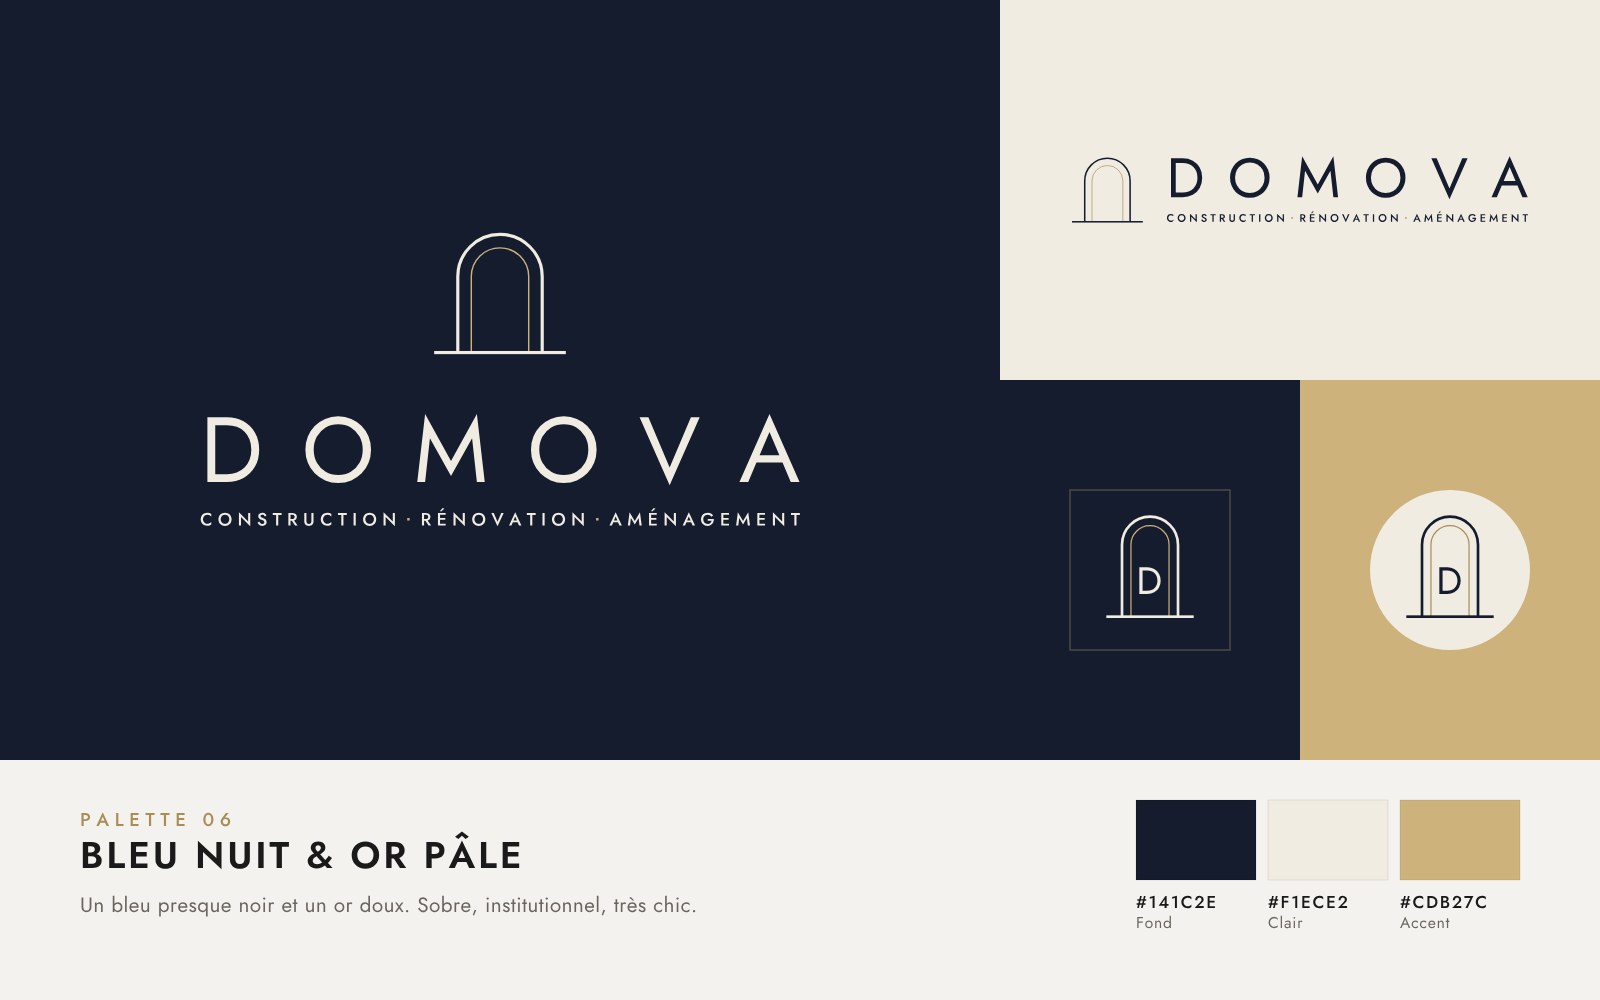 DOMOVA
CONSTRUCTION · RÉNOVATION · AMÉNAGEMENT
DOMOVA
CONSTRUCTION · RÉNOVATION · AMÉNAGEMENT
D
D
PALETTE 06
BLEU NUIT & OR PÂLE
Un bleu presque noir et un or doux. Sobre, institutionnel, très chic.
#141C2E
Fond
#F1ECE2
Clair
#CDB27C
Accent